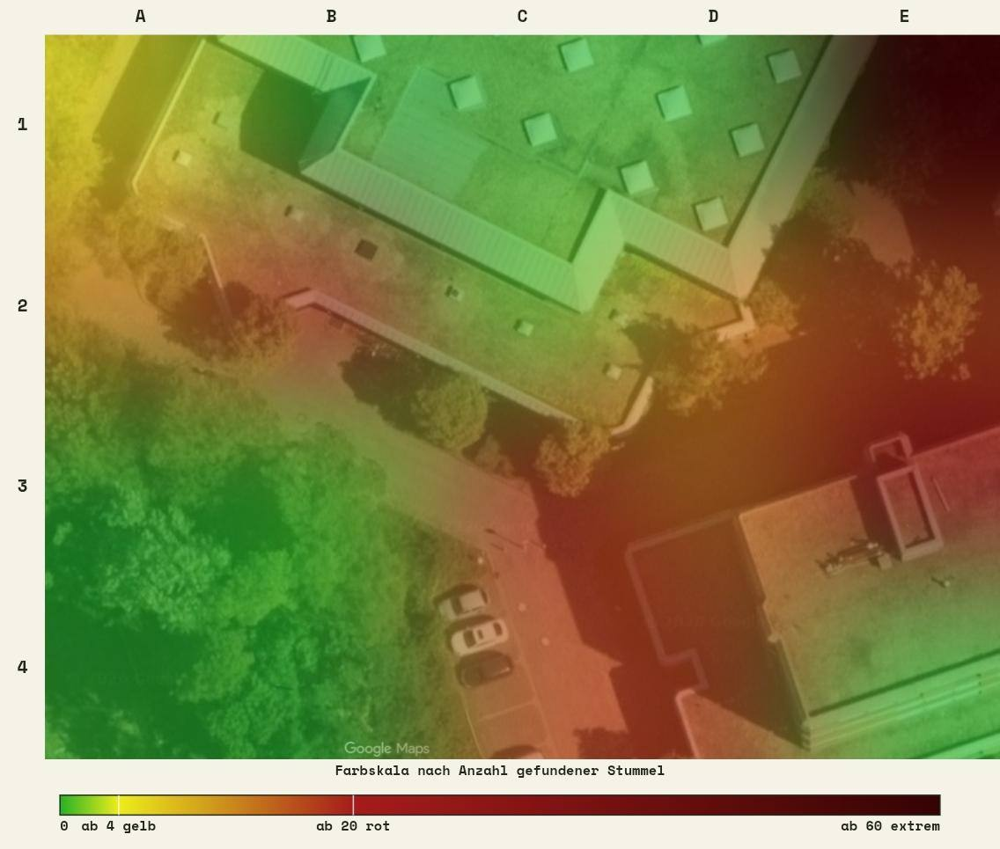 A B C D E
1
2
3
4
Google Maps
Farbskala nach Anzahl gefundener Stummel
0 ab 4 gelb ab 20 rot ab 60 extrem